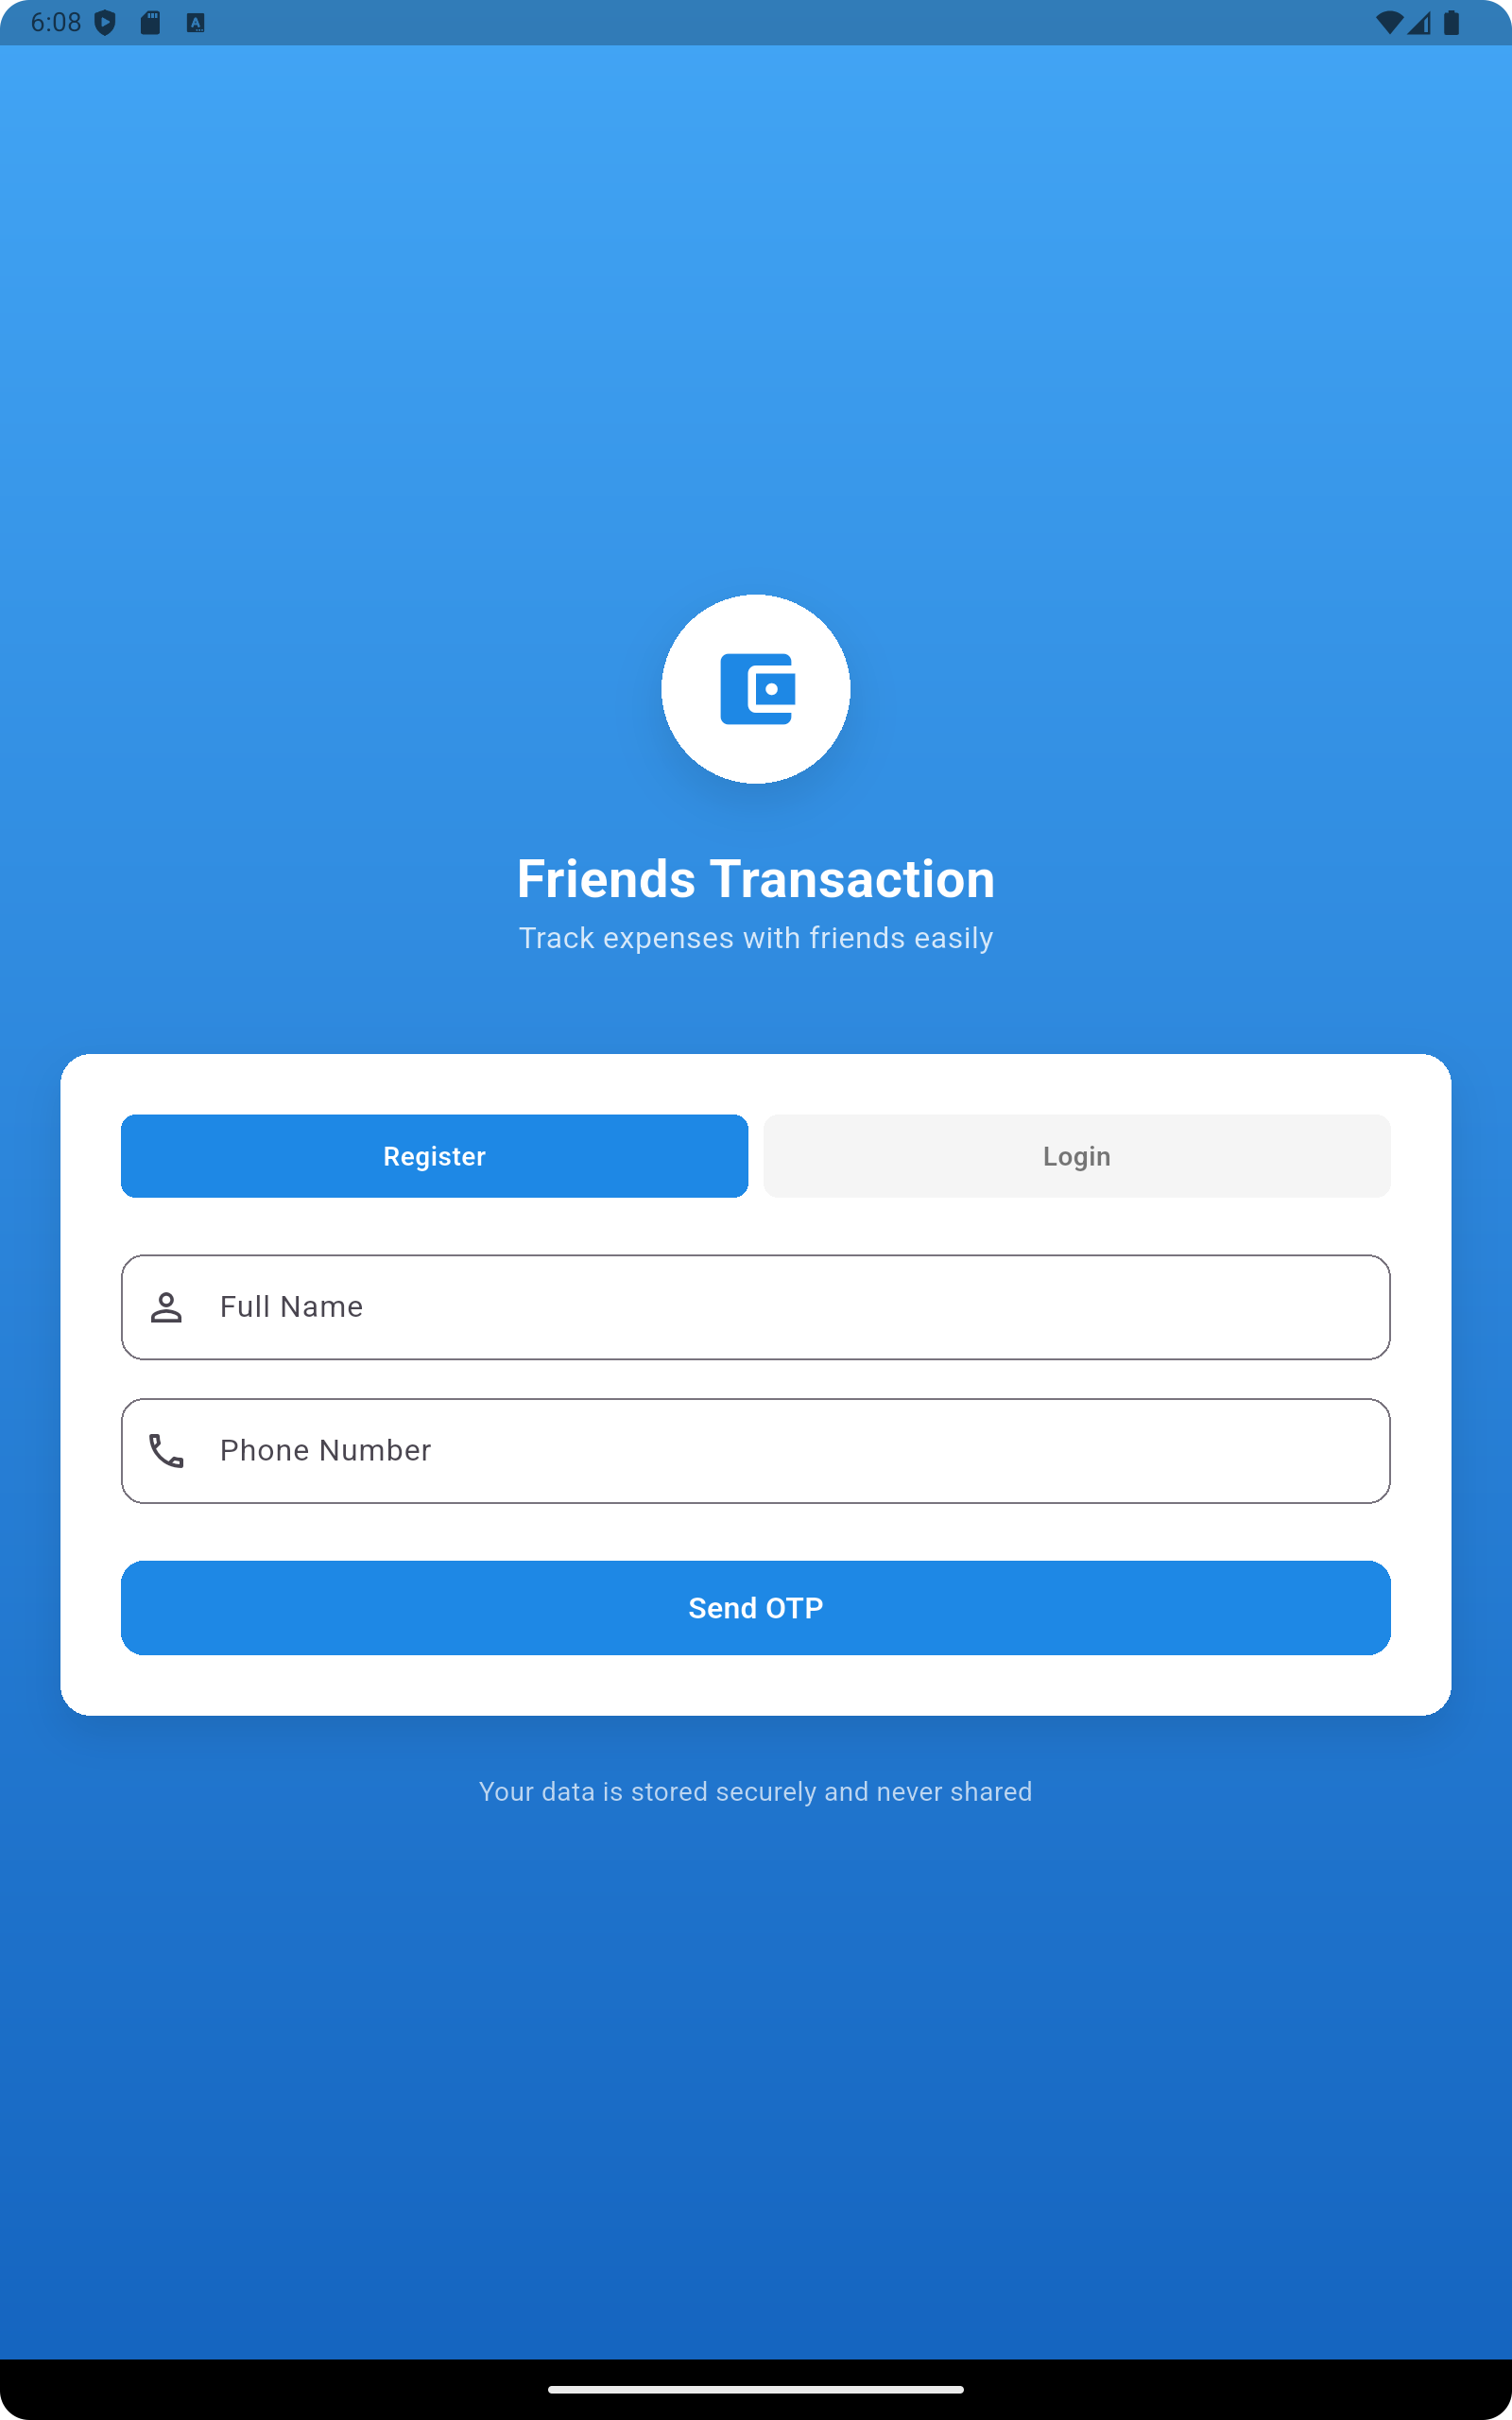 6:08
Friends Transaction
Track expenses with friends easily
Register
Login
Full Name
Phone Number
Send OTP
Your data is stored securely and never shared